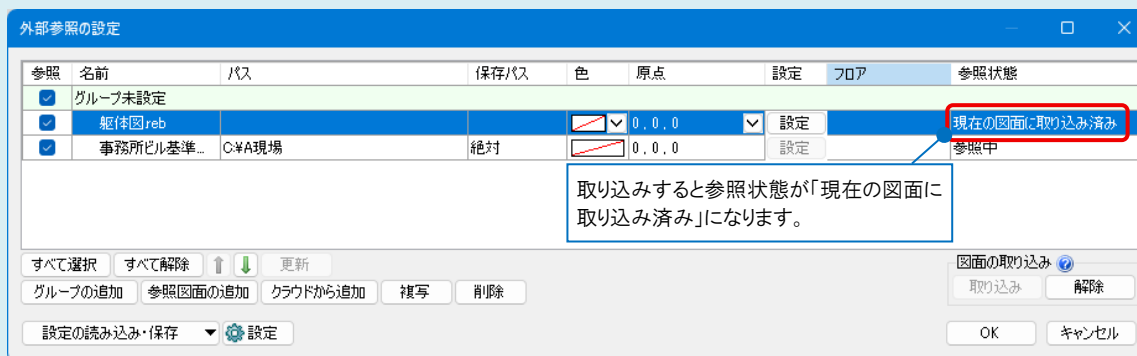 外部参照の設定
参照 名前 パス 保存パス 色 原点 設定 フロア 参照状態
グループ未設定
躯体図.reb 0, 0, 0 設定 現在の図面に取り込み済み
事務所ビル基準... C:¥A現場 絶対 0, 0, 0 設定 参照中
取り込みすると参照状態が「現在の図面に
取り込み済み」になります。
すべて選択 すべて解除 更新 図面の取り込み
グループの追加 参照図面の追加 クラウドから追加 複写 削除 取り込み 解除
設定の読み込み・保存 設定 OK キャンセル